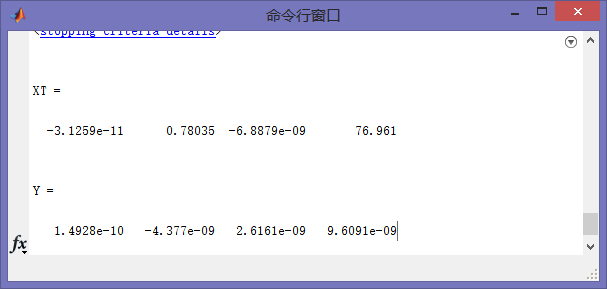 命令行窗口
<stopping criteria details>
XT =
-3.1259e-11 0.78035 -6.8879e-09 76.961
Y =
1.4928e-10 -4.377e-09 2.6161e-09 9.6091e-09
fx